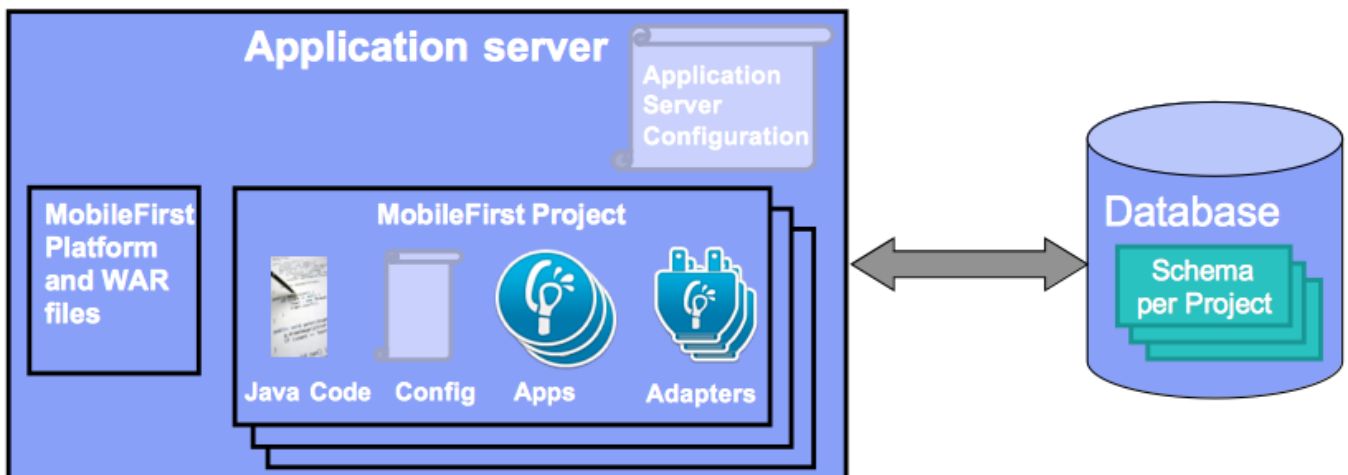 Application server
Application
Server
Configuration
MobileFirst
Platform
and WAR
files
MobileFirst Project
Java Code
Config
Apps
Adapters
Database
Schema
per Project